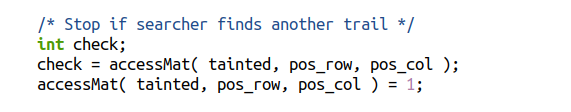 /* Stop if searcher finds another trail */
int check;
check = accessMat( tainted, pos_row, pos_col );
accessMat( tainted, pos_row, pos_col ) = 1;